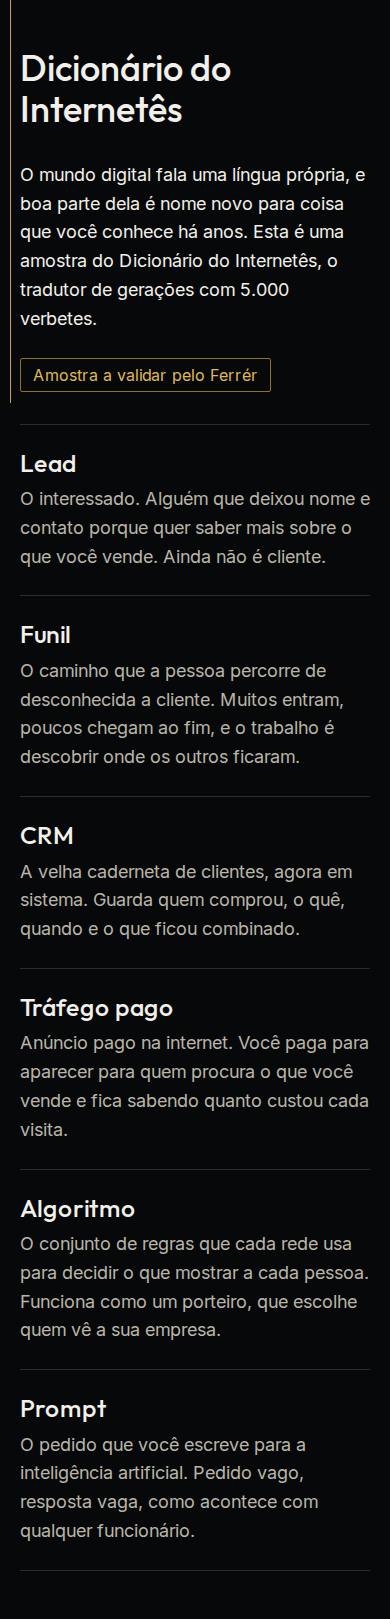 Dicionário do
Internetês
O mundo digital fala uma língua própria, e
boa parte dela é nome novo para coisa
que você conhece há anos. Esta é uma
amostra do Dicionário do Internetês, o
tradutor de gerações com 5.000
verbetes.
Amostra a validar pelo Ferrér
Lead
O interessado. Alguém que deixou nome e
contato porque quer saber mais sobre o
que você vende. Ainda não é cliente.
Funil
O caminho que a pessoa percorre de
desconhecida a cliente. Muitos entram,
poucos chegam ao fim, e o trabalho é
descobrir onde os outros ficaram.
CRM
A velha caderneta de clientes, agora em
sistema. Guarda quem comprou, o quê,
quando e o que ficou combinado.
Tráfego pago
Anúncio pago na internet. Você paga para
aparecer para quem procura o que você
vende e fica sabendo quanto custou cada
visita.
Algoritmo
O conjunto de regras que cada rede usa
para decidir o que mostrar a cada pessoa.
Funciona como um porteiro, que escolhe
quem vê a sua empresa.
Prompt
O pedido que você escreve para a
inteligência artificial. Pedido vago,
resposta vaga, como acontece com
qualquer funcionário.